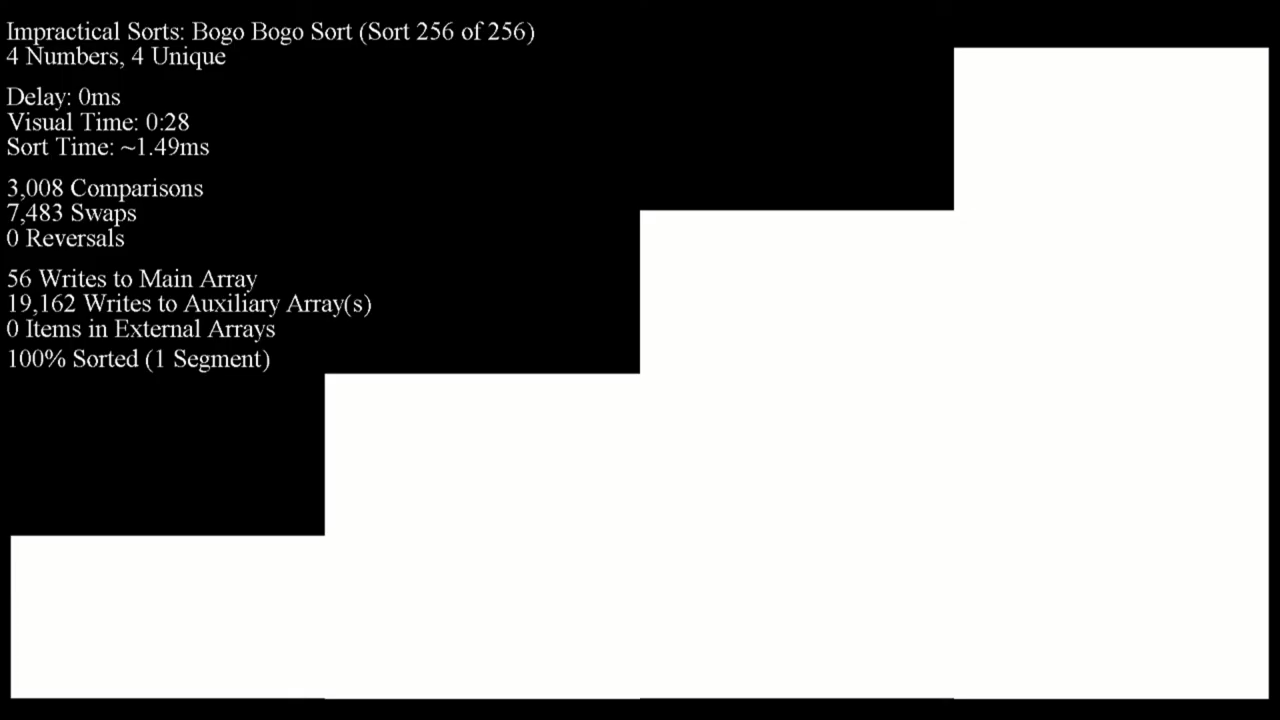 Impractical Sorts: Bogo Bogo Sort (Sort 256 of 256)
4 Numbers, 4 Unique
Delay: 0ms
Visual Time: 0:28
Sort Time: ~1.49ms
3,008 Comparisons
7,483 Swaps
0 Reversals
56 Writes to Main Array
19,162 Writes to Auxiliary Array(s)
0 Items in External Arrays
100% Sorted (1 Segment)